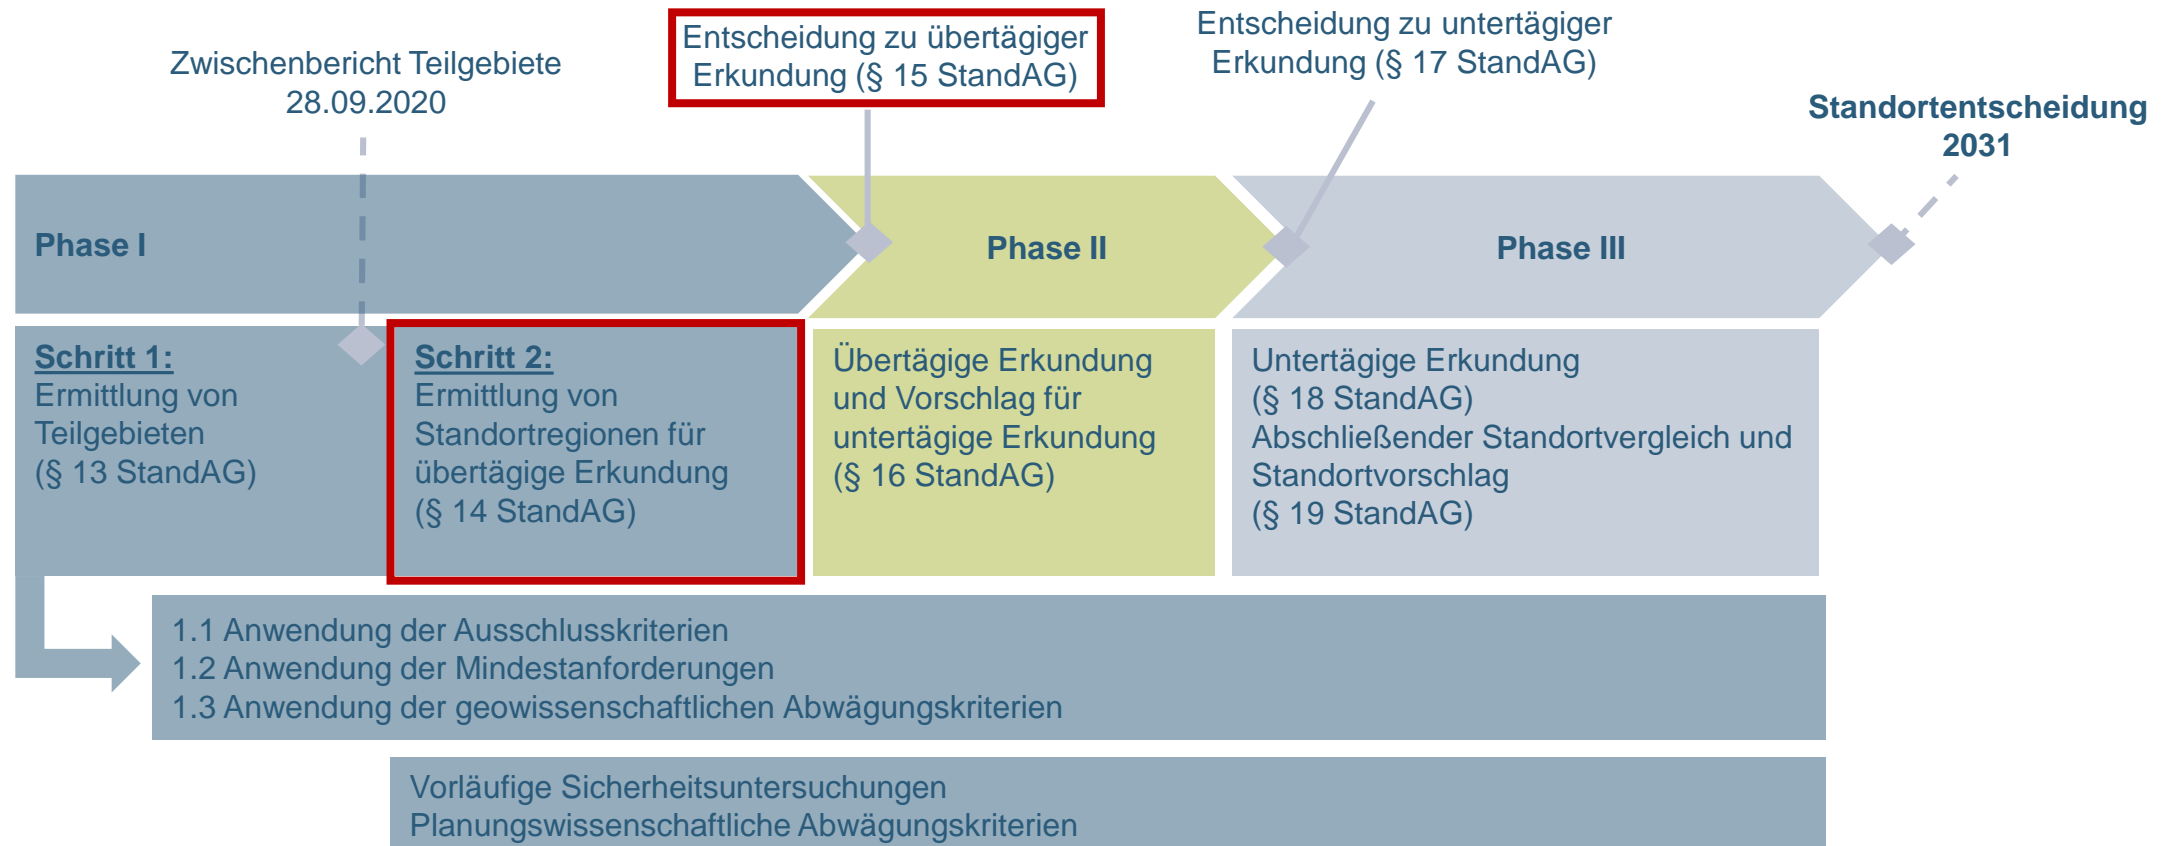 Zwischenbericht Teilgebiete
28.09.2020
Entscheidung zu übertägiger
Erkundung (§ 15 StandAG)
Entscheidung zu untertägiger
Erkundung (§ 17 StandAG)
Standortentscheidung
2031
Phase I
Phase II
Phase III
Schritt 1:
Ermittlung von
Teilgebieten
(§ 13 StandAG)
Schritt 2:
Ermittlung von
Standortregionen für
übertägige Erkundung
(§ 14 StandAG)
Übertägige Erkundung
und Vorschlag für
untertägige Erkundung
(§ 16 StandAG)
Untertägige Erkundung
(§ 18 StandAG)
Abschließender Standortvergleich und
Standortvorschlag
(§ 19 StandAG)
1.1 Anwendung der Ausschlusskriterien
1.2 Anwendung der Mindestanforderungen
1.3 Anwendung der geowissenschaftlichen Abwägungskriterien
Vorläufige Sicherheitsuntersuchungen
Planungswissenschaftliche Abwägungskriterien